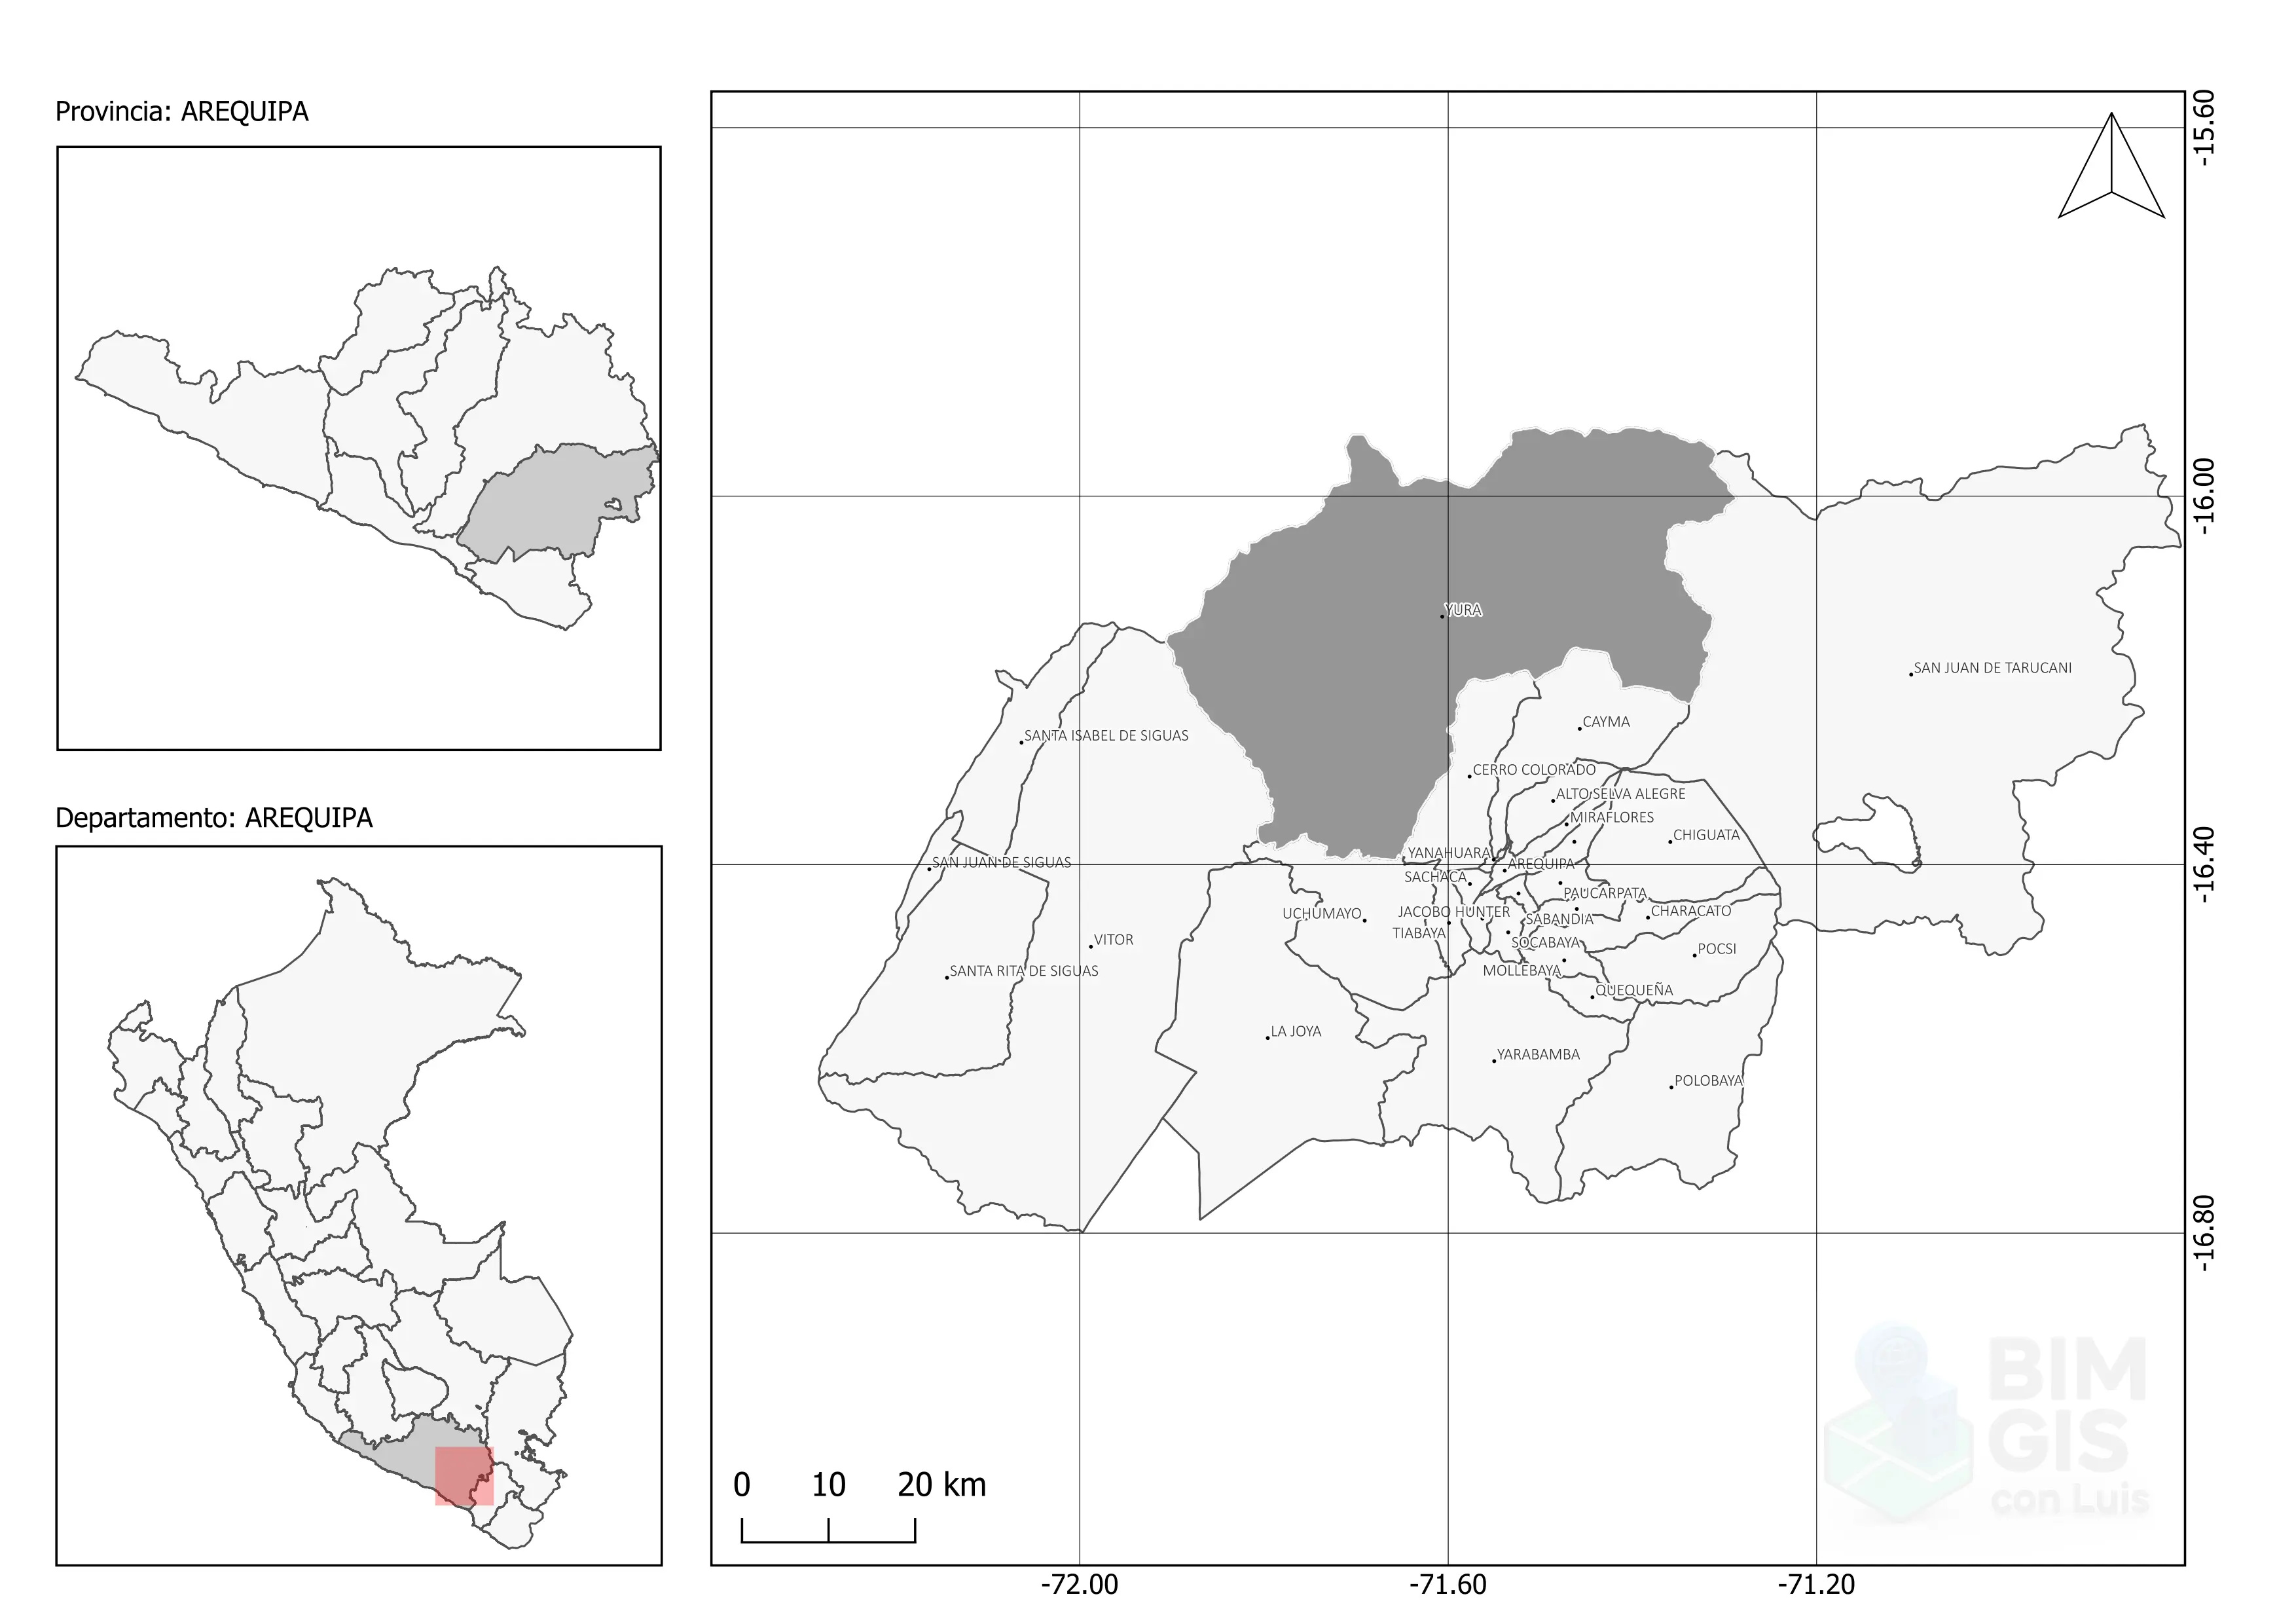 Provincia: AREQUIPA
Departamento: AREQUIPA
-15.60
-16.00
-16.40
-16.80
YURA
SAN JUAN DE TARUCANI
CAYMA
SANTA ISABEL DE SIGUAS
CERRO COLORADO
ALTO SELVA ALEGRE
MIRAFLORES
CHIGUATA
YANAHUARA
AREQUIPA
SAN JUAN DE SIGUAS
SACHACA
PAUCARPATA
UCHUMAYO
JACOBO HUNTER
CHARACATO
SABANDIA
TIABAYA
VITOR
SOCABAYA
POCSI
SANTA RITA DE SIGUAS
MOLLEBAYA
QUEQUEÑA
LA JOYA
YARABAMBA
POLOBAYA
BIM
GIS
con Luis
0 10 20 km
-72.00 -71.60 -71.20